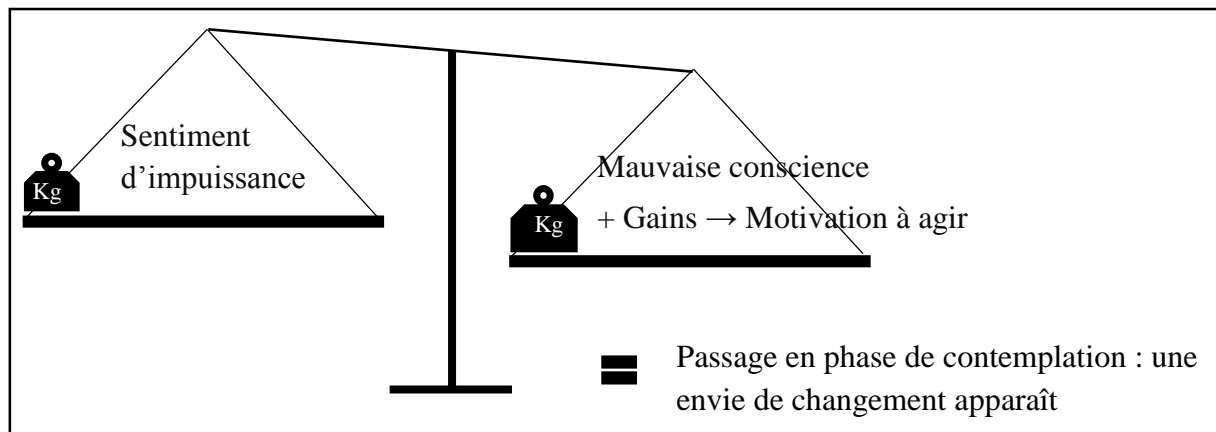 Sentiment
d’impuissance
Kg
Mauvaise conscience
Kg
+ Gains → Motivation à agir
Passage en phase de contemplation : une
envie de changement apparaît